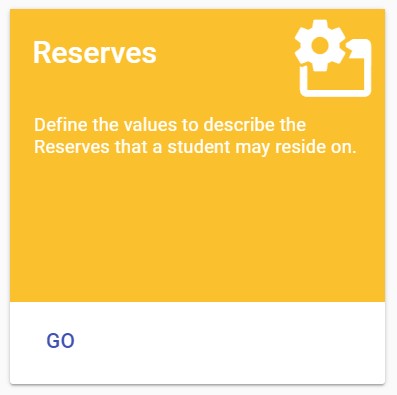 Reserves
Define the values to describe the
Reserves that a student may reside on.
GO